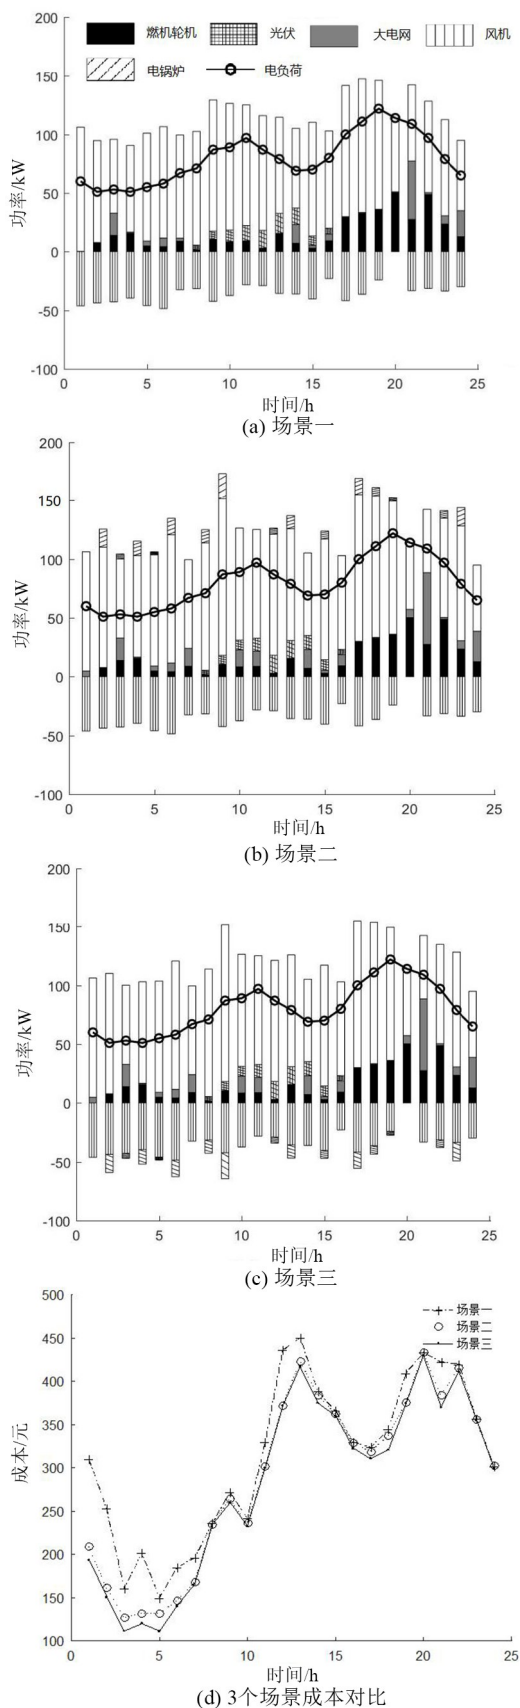 200
150
100
50
0
-50
-100
功率/kW
燃机轮机 光伏 大电网 风机
电锅炉 电负荷
0 5 10 15 20 25
时间/h
(a) 场景一
200
150
100
50
0
-50
-100
功率/kW
0 5 10 15 20 25
时间/h
(b) 场景二
200
150
100
50
0
-50
-100
功率/kW
0 5 10 15 20 25
时间/h
(c) 场景三
500
450
400
350
300
250
200
150
100
成本/元
场景一
场景二
场景三
0 5 10 15 20 25
时间/h
(d) 3个场景成本对比